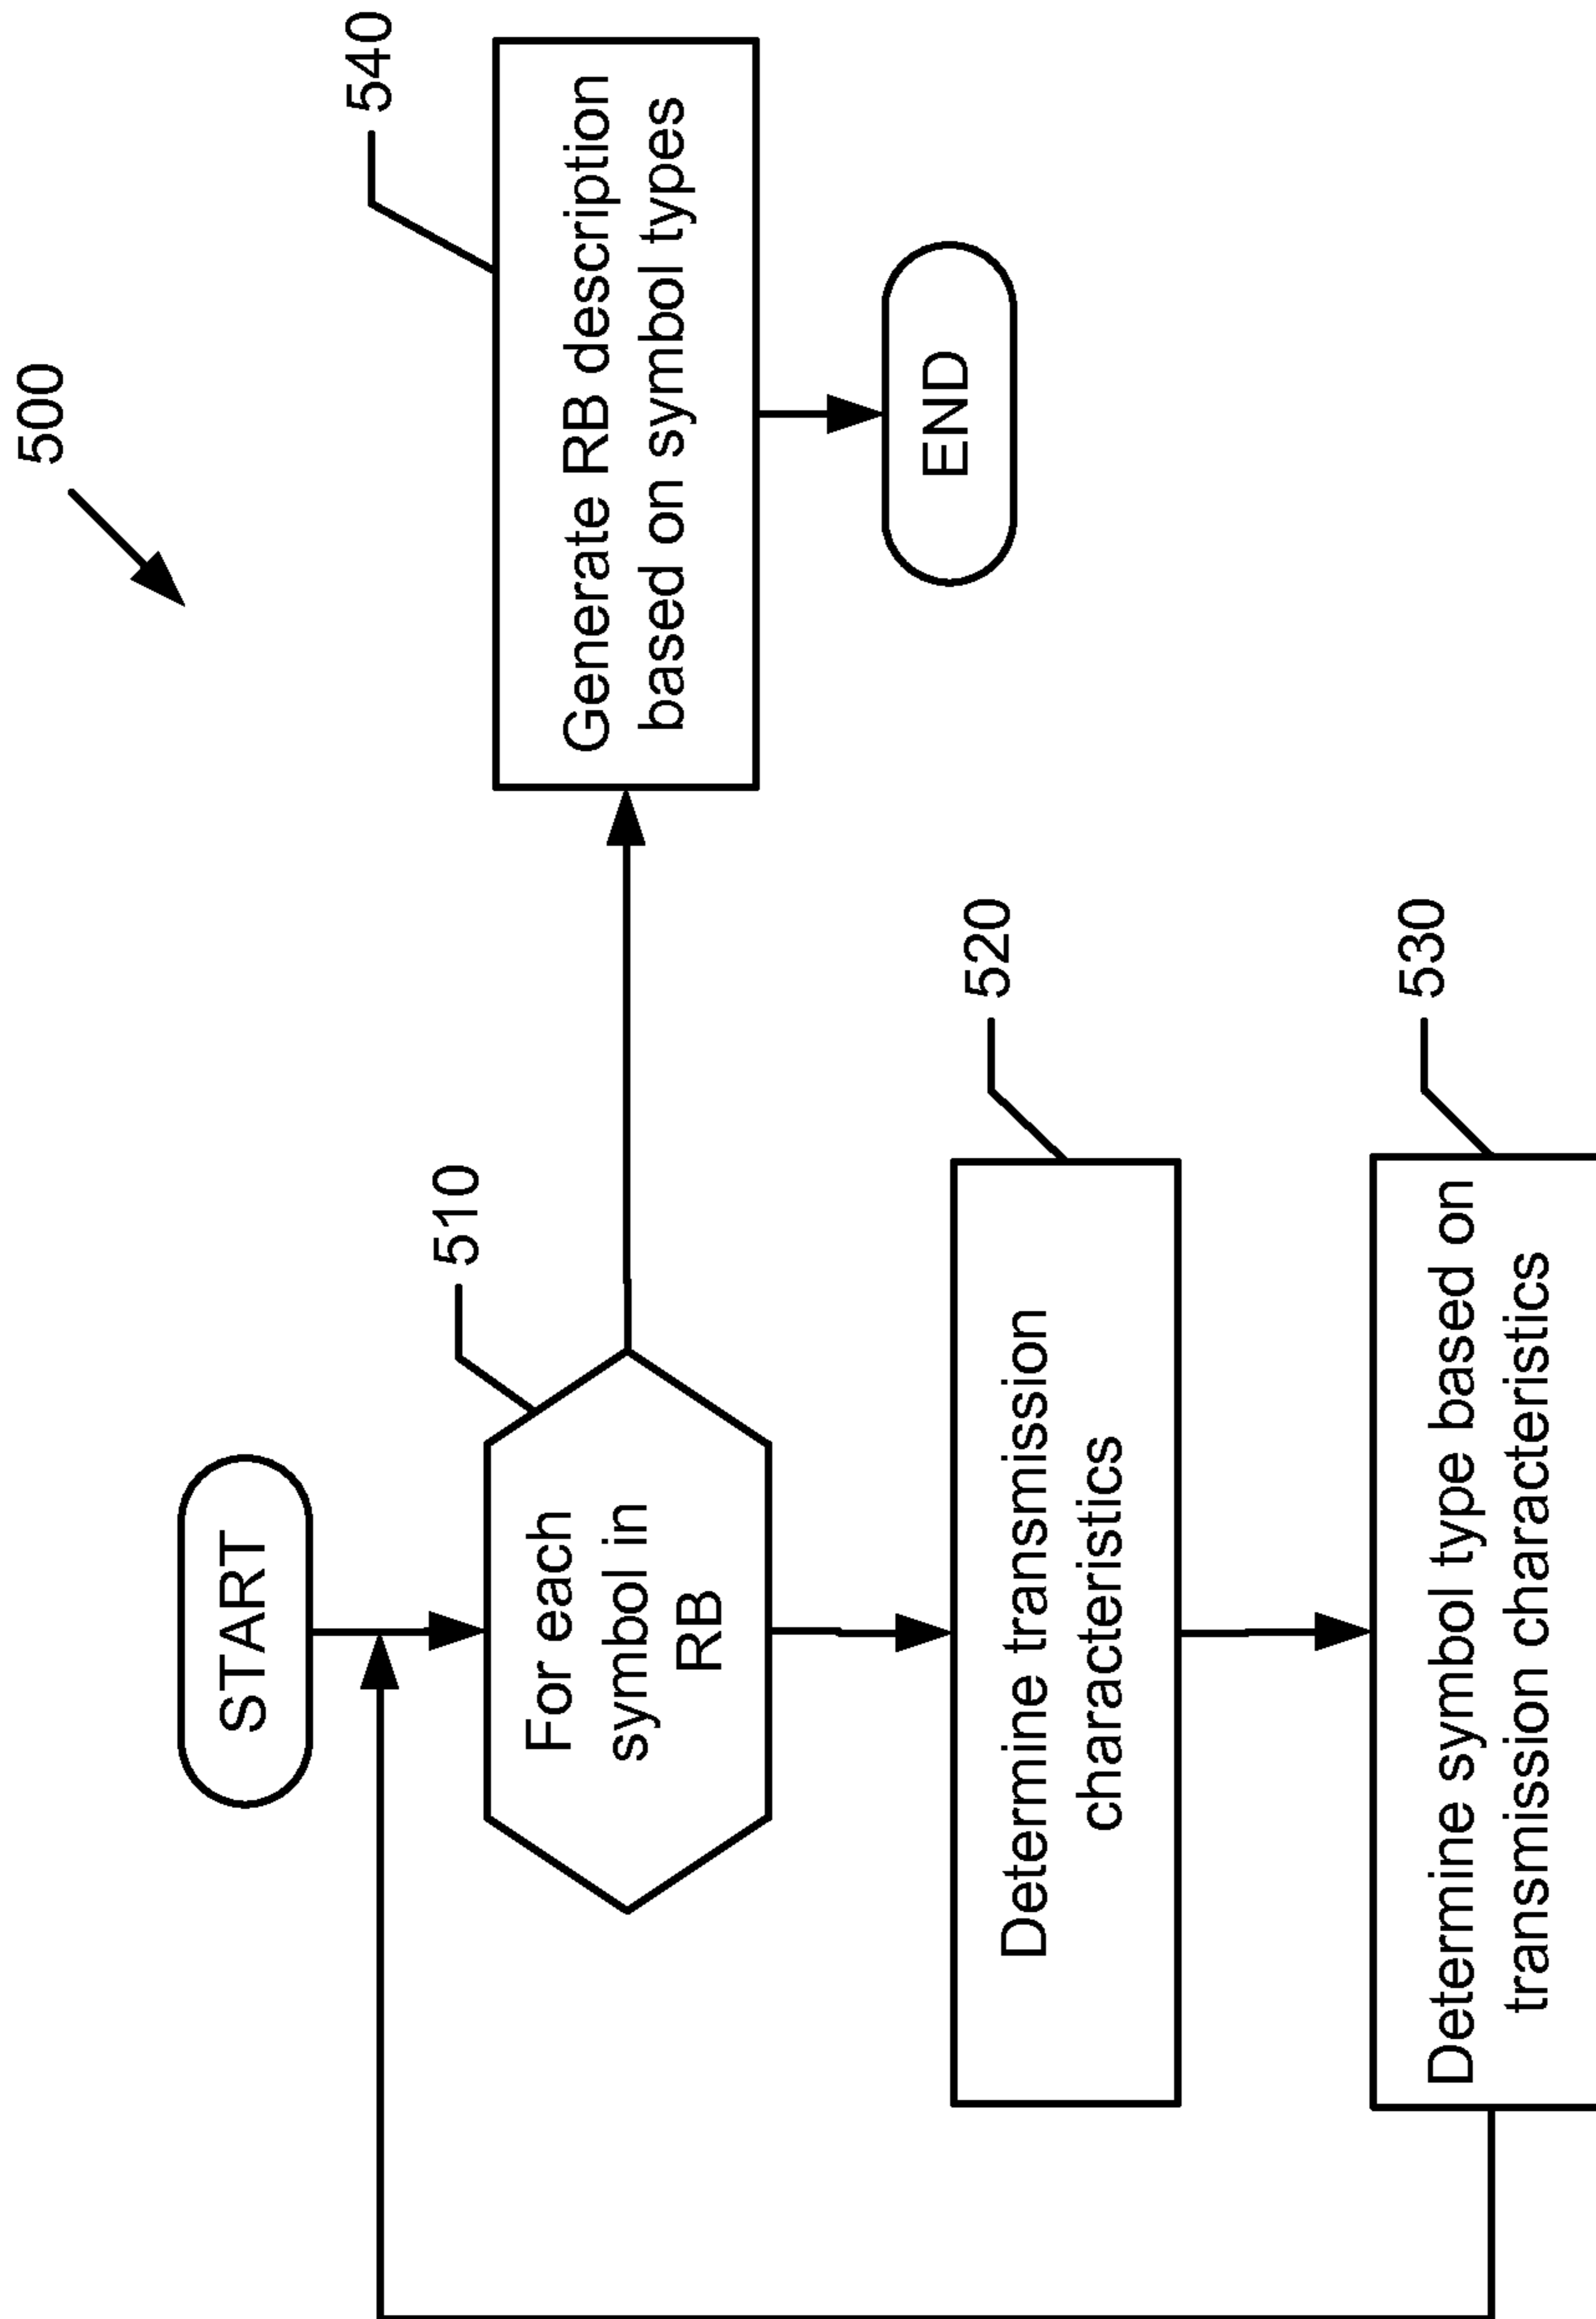 500
START
510
For each
symbol in
RB
520
Determine transmission
characteristics
530
Determine symbol type based on
transmission characteristics
540
Generate RB description
based on symbol types
END